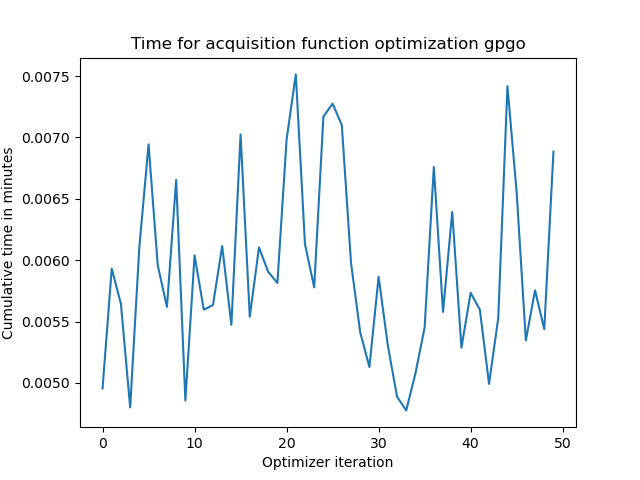 Time for acquisition function optimization gpgo
Cumulative time in minutes
0.0075
0.0070
0.0065
0.0060
0.0055
0.0050
0 10 20 30 40 50
Optimizer iteration